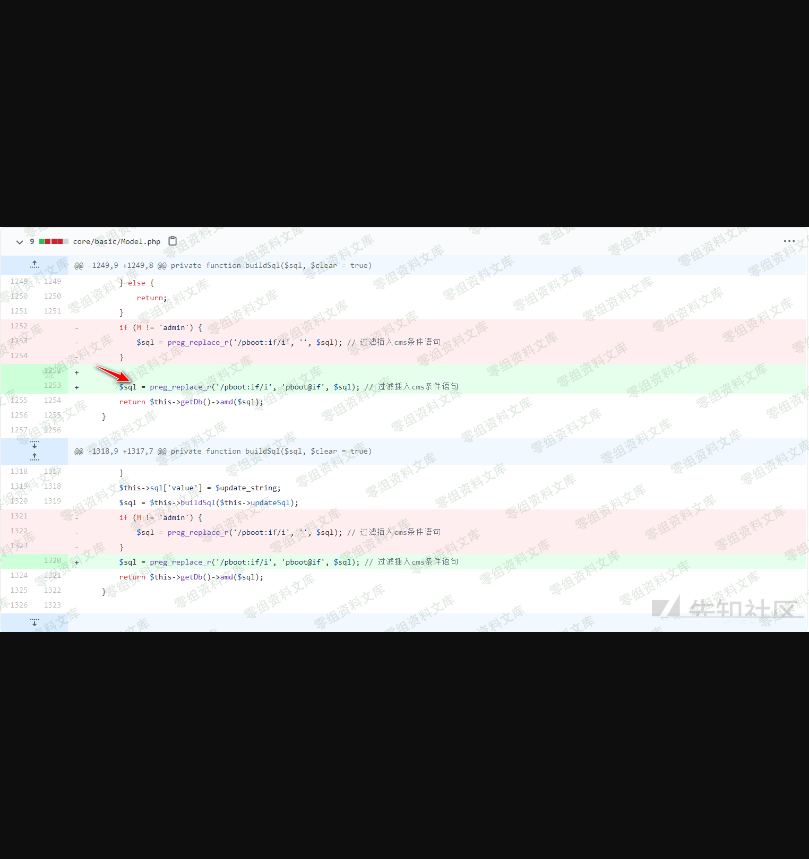 9 core/basic/Model.php
@@ -1249,9 +1249,8 @@ private function buildSql($sql, $clear = true)
1249 1249 } else {
1250 1250 return;
1251 1251 }
1252 - if (M != 'admin') {
1253 - $sql = preg_replace_r('/pboot:if/i', '', $sql); // 过滤插入cms条件语句
1254 - }
1252 +
1253 + $sql = preg_replace_r('/pboot:if/i', 'pboot@if', $sql); // 过滤插入cms条件语句
1255 1254 return $this->getDb()->amd($sql);
1256 1255 }
1257 1256
@@ -1318,9 +1317,7 @@ private function buildSql($sql, $clear = true)
1318 1317 }
1319 1318 $this->sql['value'] = $update_string;
1320 1319 $sql = $this->buildSql($this->updateSql);
1321 - if (M != 'admin') {
1322 - $sql = preg_replace_r('/pboot:if/i', '', $sql); // 过滤插入cms条件语句
1323 - }
1320 + $sql = preg_replace_r('/pboot:if/i', 'pboot@if', $sql); // 过滤插入cms条件语句
1324 1321 return $this->getDb()->amd($sql);
1325 1322 }
1326 1323
零组资料文库
先知社区